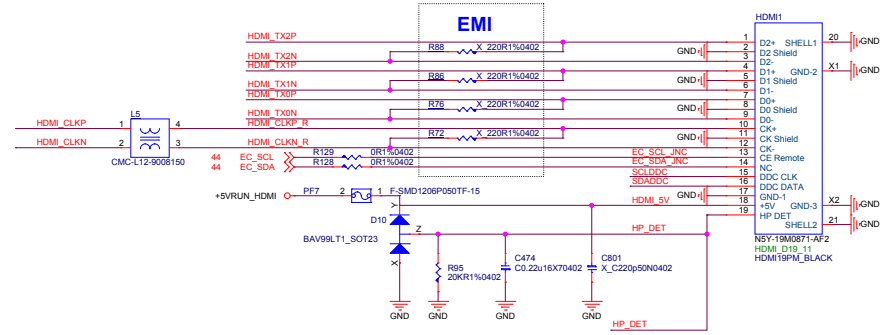 EMI
HDMI1
HDMI_TX2P
R88 X_220R1%0402
HDMI_TX2N
HDMI_TX1P
R86 X_220R1%0402
HDMI_TX1N
HDMI_TX0P
R76 X_220R1%0402
HDMI_TX0N
HDMI_CLKP
L5
1 4
HDMI_CLKP_R
R72 X_220R1%0402
HDMI_CLKN
2 3
HDMI_CLKN_R
CMC-L12-9008150
44 EC_SCL R129 0R1%0402 EC_SCL_JNC
44 EC_SDA R128 0R1%0402 EC_SDA_JNC
SCLDDC
SDADDC
+5VRUN_HDMI PF7 2 1 F-SMD1206P050TF-15
HDMI_5V
1 D2+ SHELL1 20 GND
GND 2 D2 Shield
3 D2-
4 D1+ GND-2 X1 GND
GND 5 D1 Shield
6 D1-
7 D0+
GND 8 D0 Shield
9 D0-
10 CK+
GND 11 CK Shield
12 CK-
13 CE Remote
14 NC
15 DDC CLK
16 DDC DATA
GND 17 GND-1
18 +5V GND-3 X2 GND
19 HP DET
SHELL2 21 GND
N5Y-19M0871-AF2
HDMI_D19_11
HDMI19PM_BLACK
Y
D10
Z
HP_DET
BAV99LT1_SOT23
X
R95
20KR1%0402
C474
C0.22u16X70402
C801
X_C220p50N0402
GND GND GND GND
HP_DET